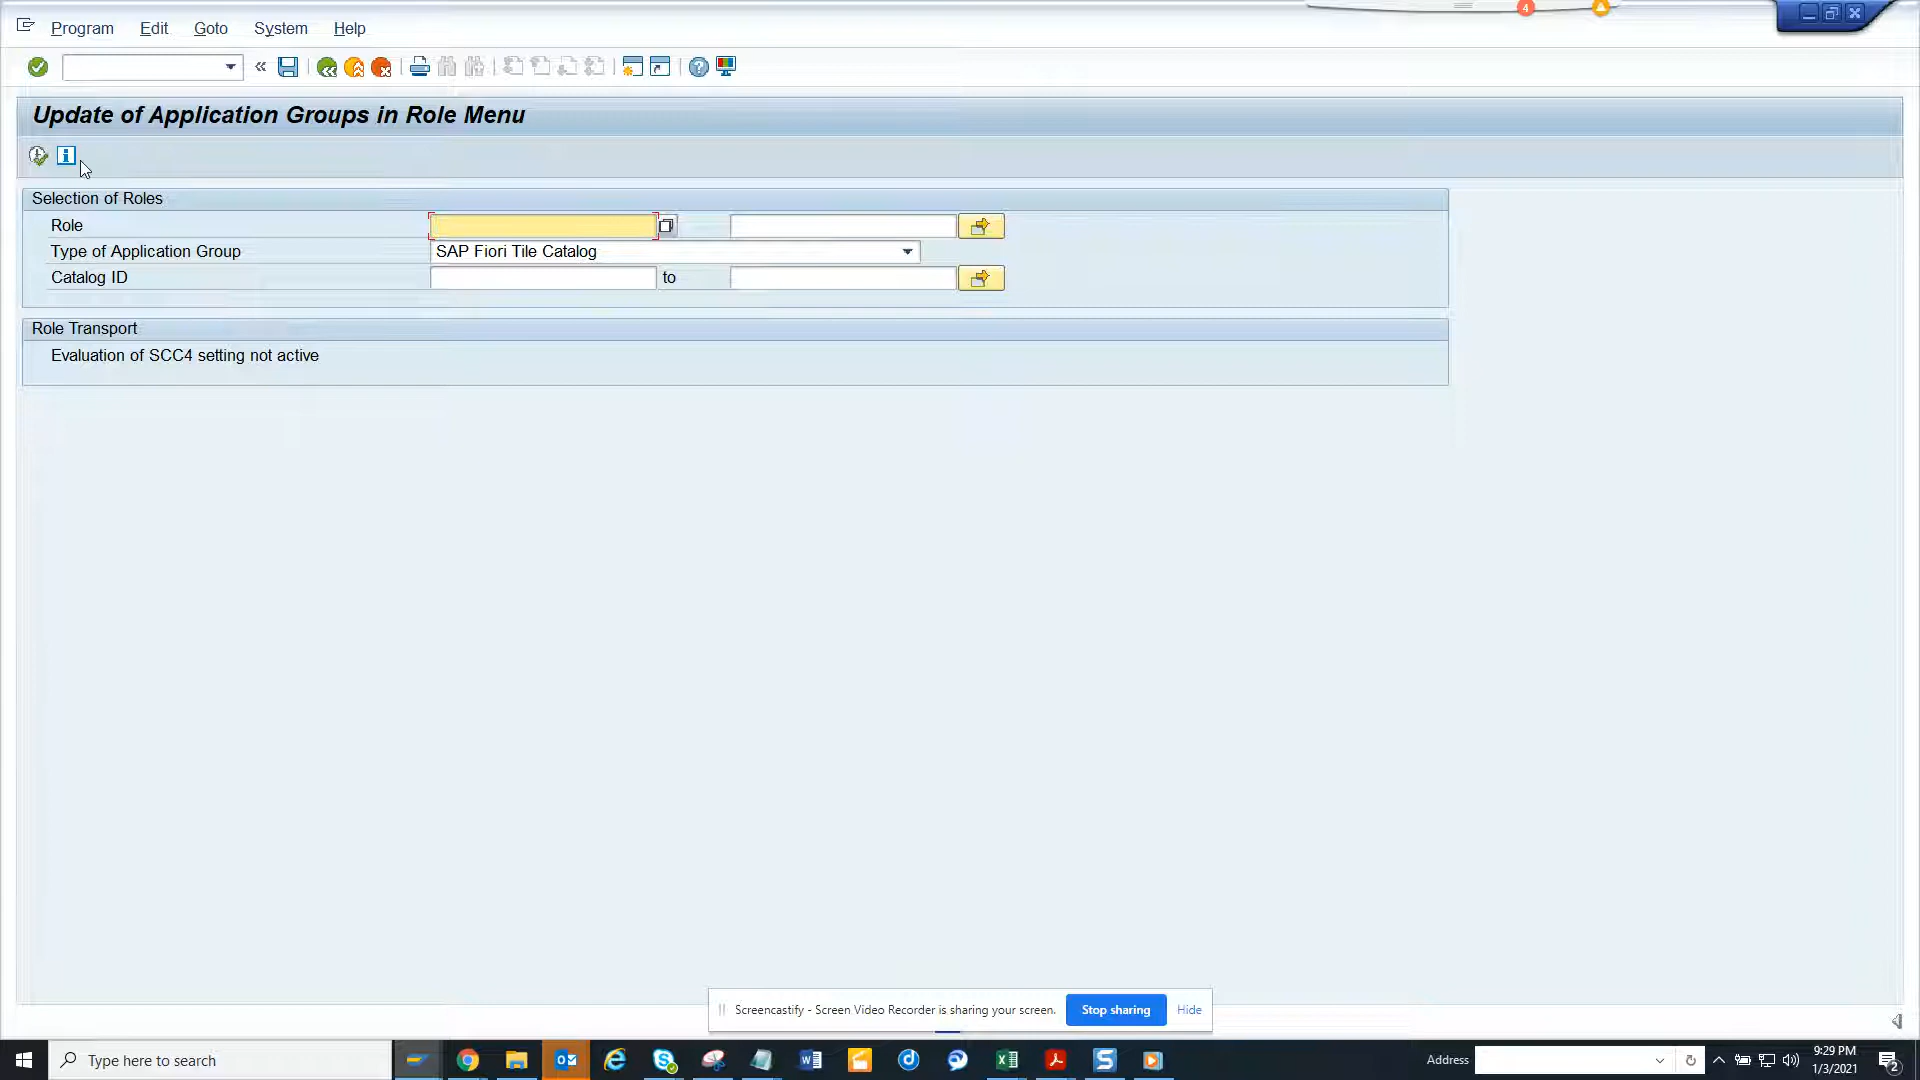 Program Edit Goto System Help
4
Update of Application Groups in Role Menu
Selection of Roles
Role
Type of Application Group SAP Fiori Tile Catalog
Catalog ID to
Role Transport
Evaluation of SCC4 setting not active
Screencastify - Screen Video Recorder is sharing your screen. Stop sharing Hide
Type here to search
Address
9:29 PM
1/3/2021
2